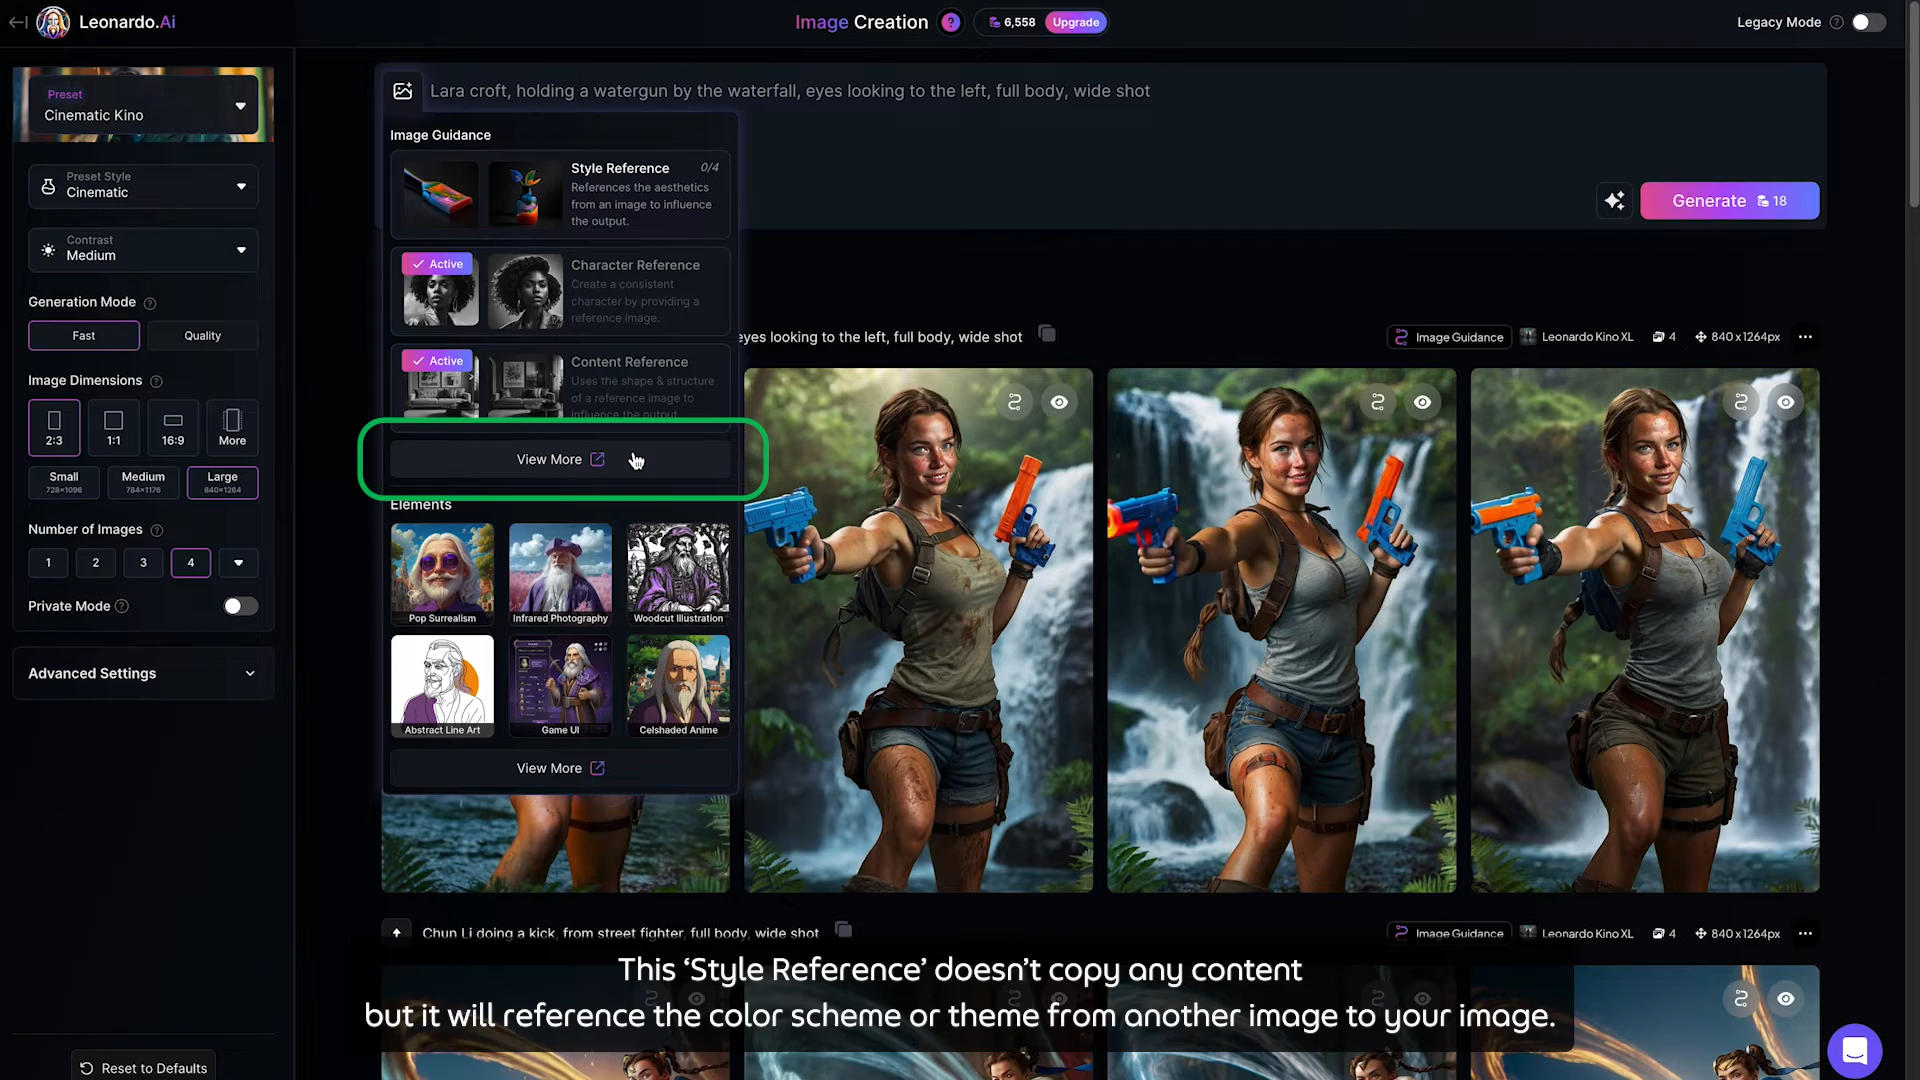 Leonardo.Ai
Image Creation
?
6,558
Upgrade
Legacy Mode ?
Preset
Cinematic Kino
Preset Style
Cinematic
Contrast
Medium
Generation Mode ?
Fast
Quality
Image Dimensions ?
2:3
1:1
16:9
More
Small
728×1096
Medium
784×1176
Large
840×1264
Number of Images ?
1
2
3
4
Private Mode ?
Advanced Settings
Reset to Defaults
Lara croft, holding a watergun by the waterfall, eyes looking to the left, full body, wide shot
Generate 18
Image Guidance
Style Reference 0/4
References the aesthetics
from an image to influence
the output.
Active
Character Reference
Create a consistent
character by providing a
reference image.
Active
Content Reference
Uses the shape & structure
of a reference image to
influence the output.
View More
Elements
Pop Surrealism
Infrared Photography
Woodcut Illustration
Abstract Line Art
Game UI
Celshaded Anime
View More
eyes looking to the left, full body, wide shot
Image Guidance
Leonardo Kino XL
4
840 x 1264px
Chun Li doing a kick, from street fighter, full body, wide shot
Image Guidance
Leonardo Kino XL
4
840 x 1264px
This ‘Style Reference’ doesn’t copy any content
but it will reference the color scheme or theme from another image to your image.